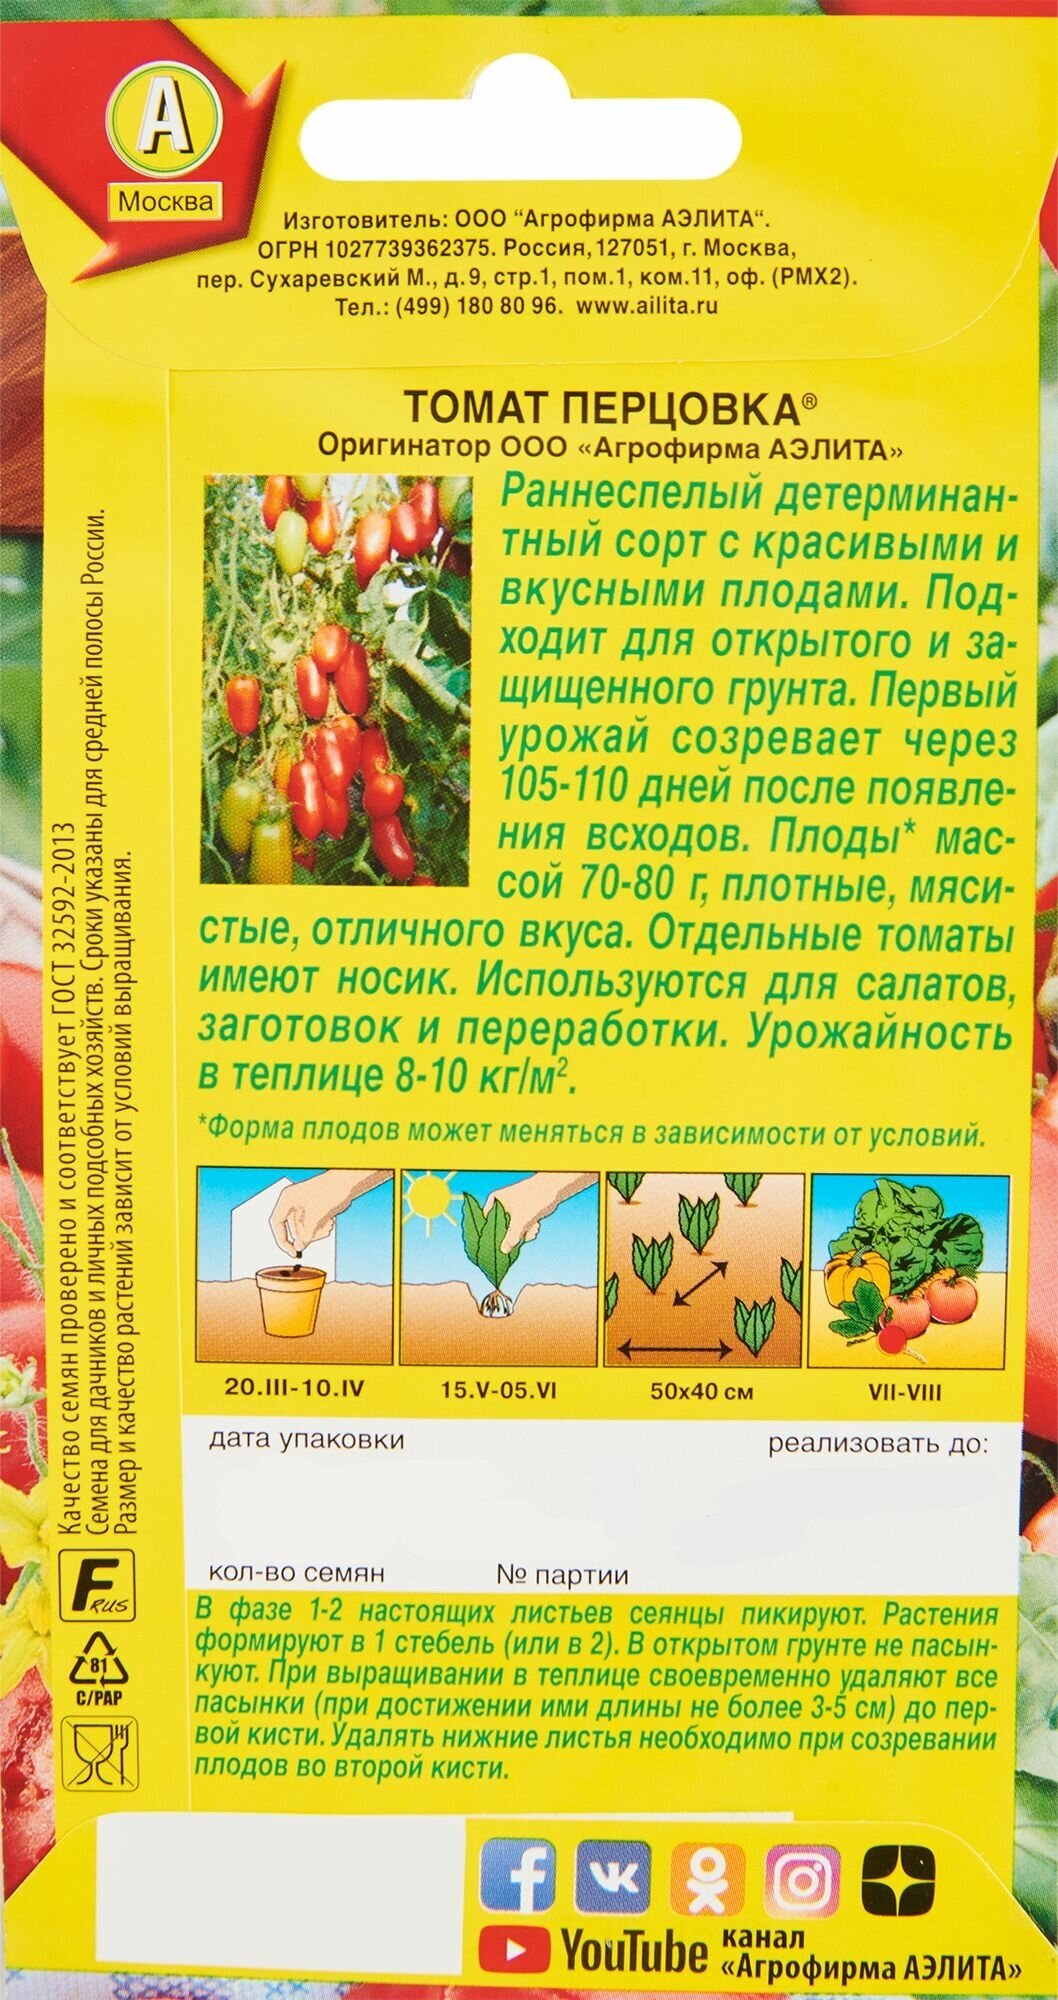 А
Москва
Изготовитель: ООО "Агрофирма АЭЛИТА".
ОГРН 1027739362375. Россия, 127051, г. Москва,
пер. Сухаревский М., д.9, стр.1, пом.1, ком.11, оф. (РМХ2).
Тел.: (499) 180 80 96. www.ailita.ru
ТОМАТ ПЕРЦОВКА®
Оригинатор ООО «Агрофирма АЭЛИТА»
Раннеспелый детерминан-
тный сорт с красивыми и
вкусными плодами. Под-
ходит для открытого и за-
щищенного грунта. Первый
урожай созревает через
105-110 дней после появле-
ния всходов. Плоды* мас-
сой 70-80 г, плотные, мяси-
стые, отличного вкуса. Отдельные томаты
имеют носик. Используются для салатов,
заготовок и переработки. Урожайность
в теплице 8-10 кг/м².
*Форма плодов может меняться в зависимости от условий.
20.III-10.IV 15.V-05.VI 50х40 см VII-VIII
дата упаковки реализовать до:
кол-во семян № партии
В фазе 1-2 настоящих листьев сеянцы пикируют. Растения
формируют в 1 стебель (или в 2). В открытом грунте не пасын-
куют. При выращивании в теплице своевременно удаляют все
пасынки (при достижении ими длины не более 3-5 см) до пер-
вой кисти. Удалять нижние листья необходимо при созревании
плодов во второй кисти.
Качество семян проверено и соответствует ГОСТ 32592-2013
Семена для дачников и личных подсобных хозяйств. Сроки указаны для средней полосы России.
Размер и качество растений зависит от условий выращивания.
F RUS
81
C/PAP
YouTube канал
«Агрофирма АЭЛИТА»